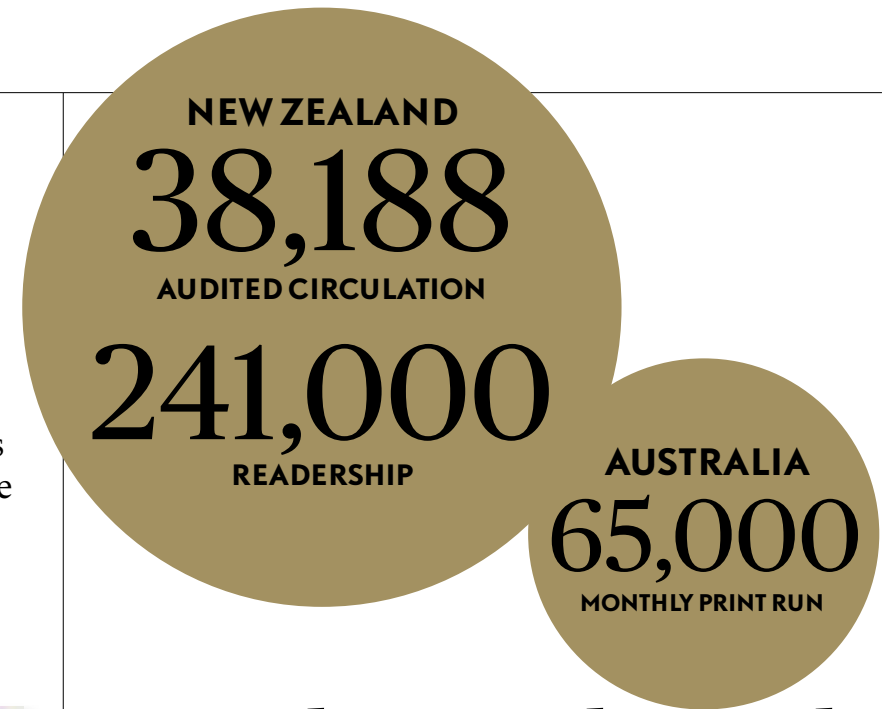 NEW ZEALAND
38,188
AUDITED CIRCULATION
241,000
READERSHIP
AUSTRALIA
65,000
MONTHLY PRINT RUN